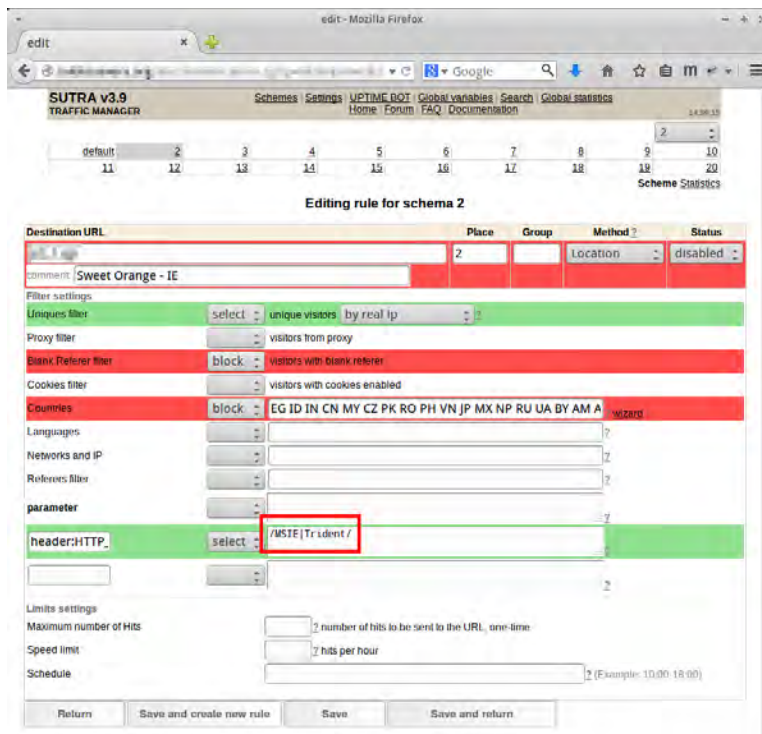 edit - Mozilla Firefox
edit
Google
SUTRA v3.9
TRAFFIC MANAGER
Schemes | Settings | UPTIME BOT | Global variables | Search | Global statistics
Home | Forum | FAQ | Documentation
2
default 2 3 4 5 6 7 8 9 10
11 12 13 14 15 16 17 18 19 20
Scheme Statistics
Editing rule for schema 2
Destination URL Place Group Method ? Status
2 Location disabled
comment Sweet Orange - IE
Filter settings
Uniques filter select unique visitors by real ip ?
Proxy filter visitors from proxy
Blank Referer filter block visitors with blank referer
Cookies filter visitors with cookies enabled
Countries block EG ID IN CN MY CZ PK RO PH VN JP MX NP RU UA BY AM A wizard
Languages ?
Networks and IP ?
Referers filter ?
parameter ?
header:HTTP_ select /MSIE|Trident/ ?
?
Limits settings
Maximum number of Hits ? number of hits to be sent to the URL, one-time
Speed limit ? hits per hour
Schedule ? (Example: 10:00-18:00)
Return Save and create new rule Save Save and return